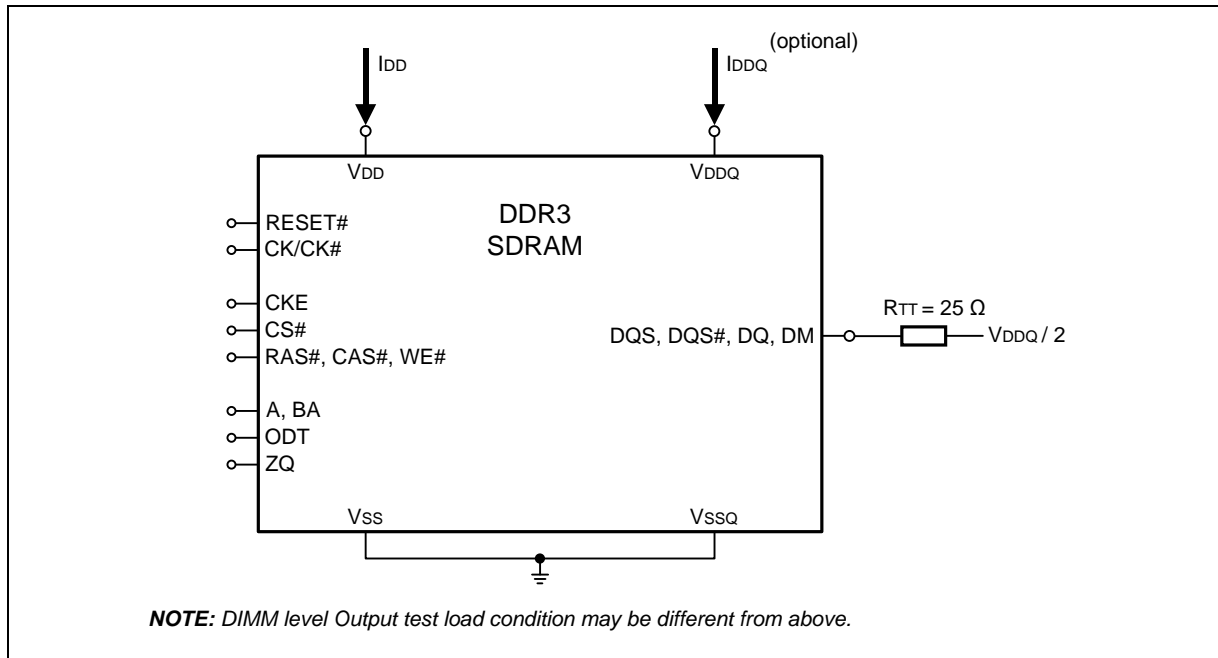 (optional)
IDD
IDDQ
VDD
VDDQ
DDR3
SDRAM
RESET#
CK/CK#
CKE
CS#
RAS#, CAS#, WE#
A, BA
ODT
ZQ
DQS, DQS#, DQ, DM
RTT = 25 Ω
VDDQ / 2
VSS
VSSQ
NOTE: DIMM level Output test load condition may be different from above.